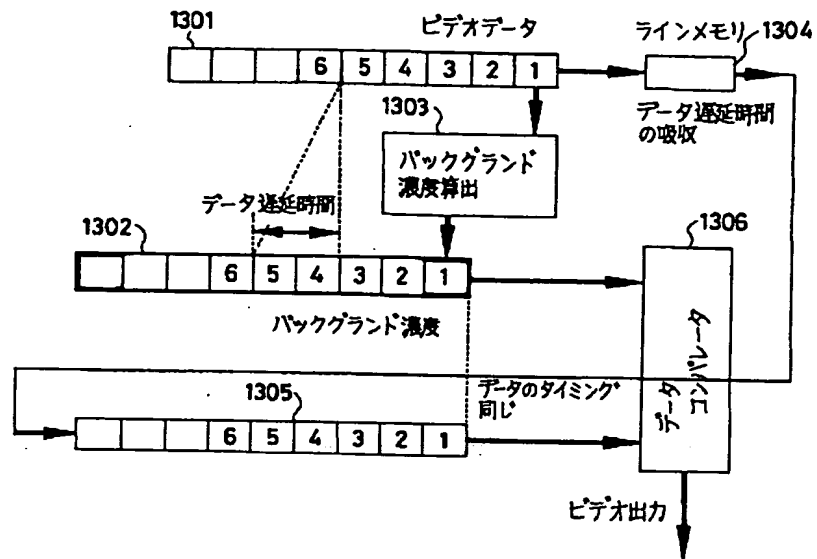 1301
ビデオデータ
ラインメモリ
1304
6 5 4 3 2 1
1303
データ遅延時間
の吸収
バックグランド
濃度算出
データ遅延時間
1302
1306
6 5 4 3 2 1
バックグランド濃度
データ
コンパレータ
1305
データのタイミング
同じ
6 5 4 3 2 1
ビデオ出力